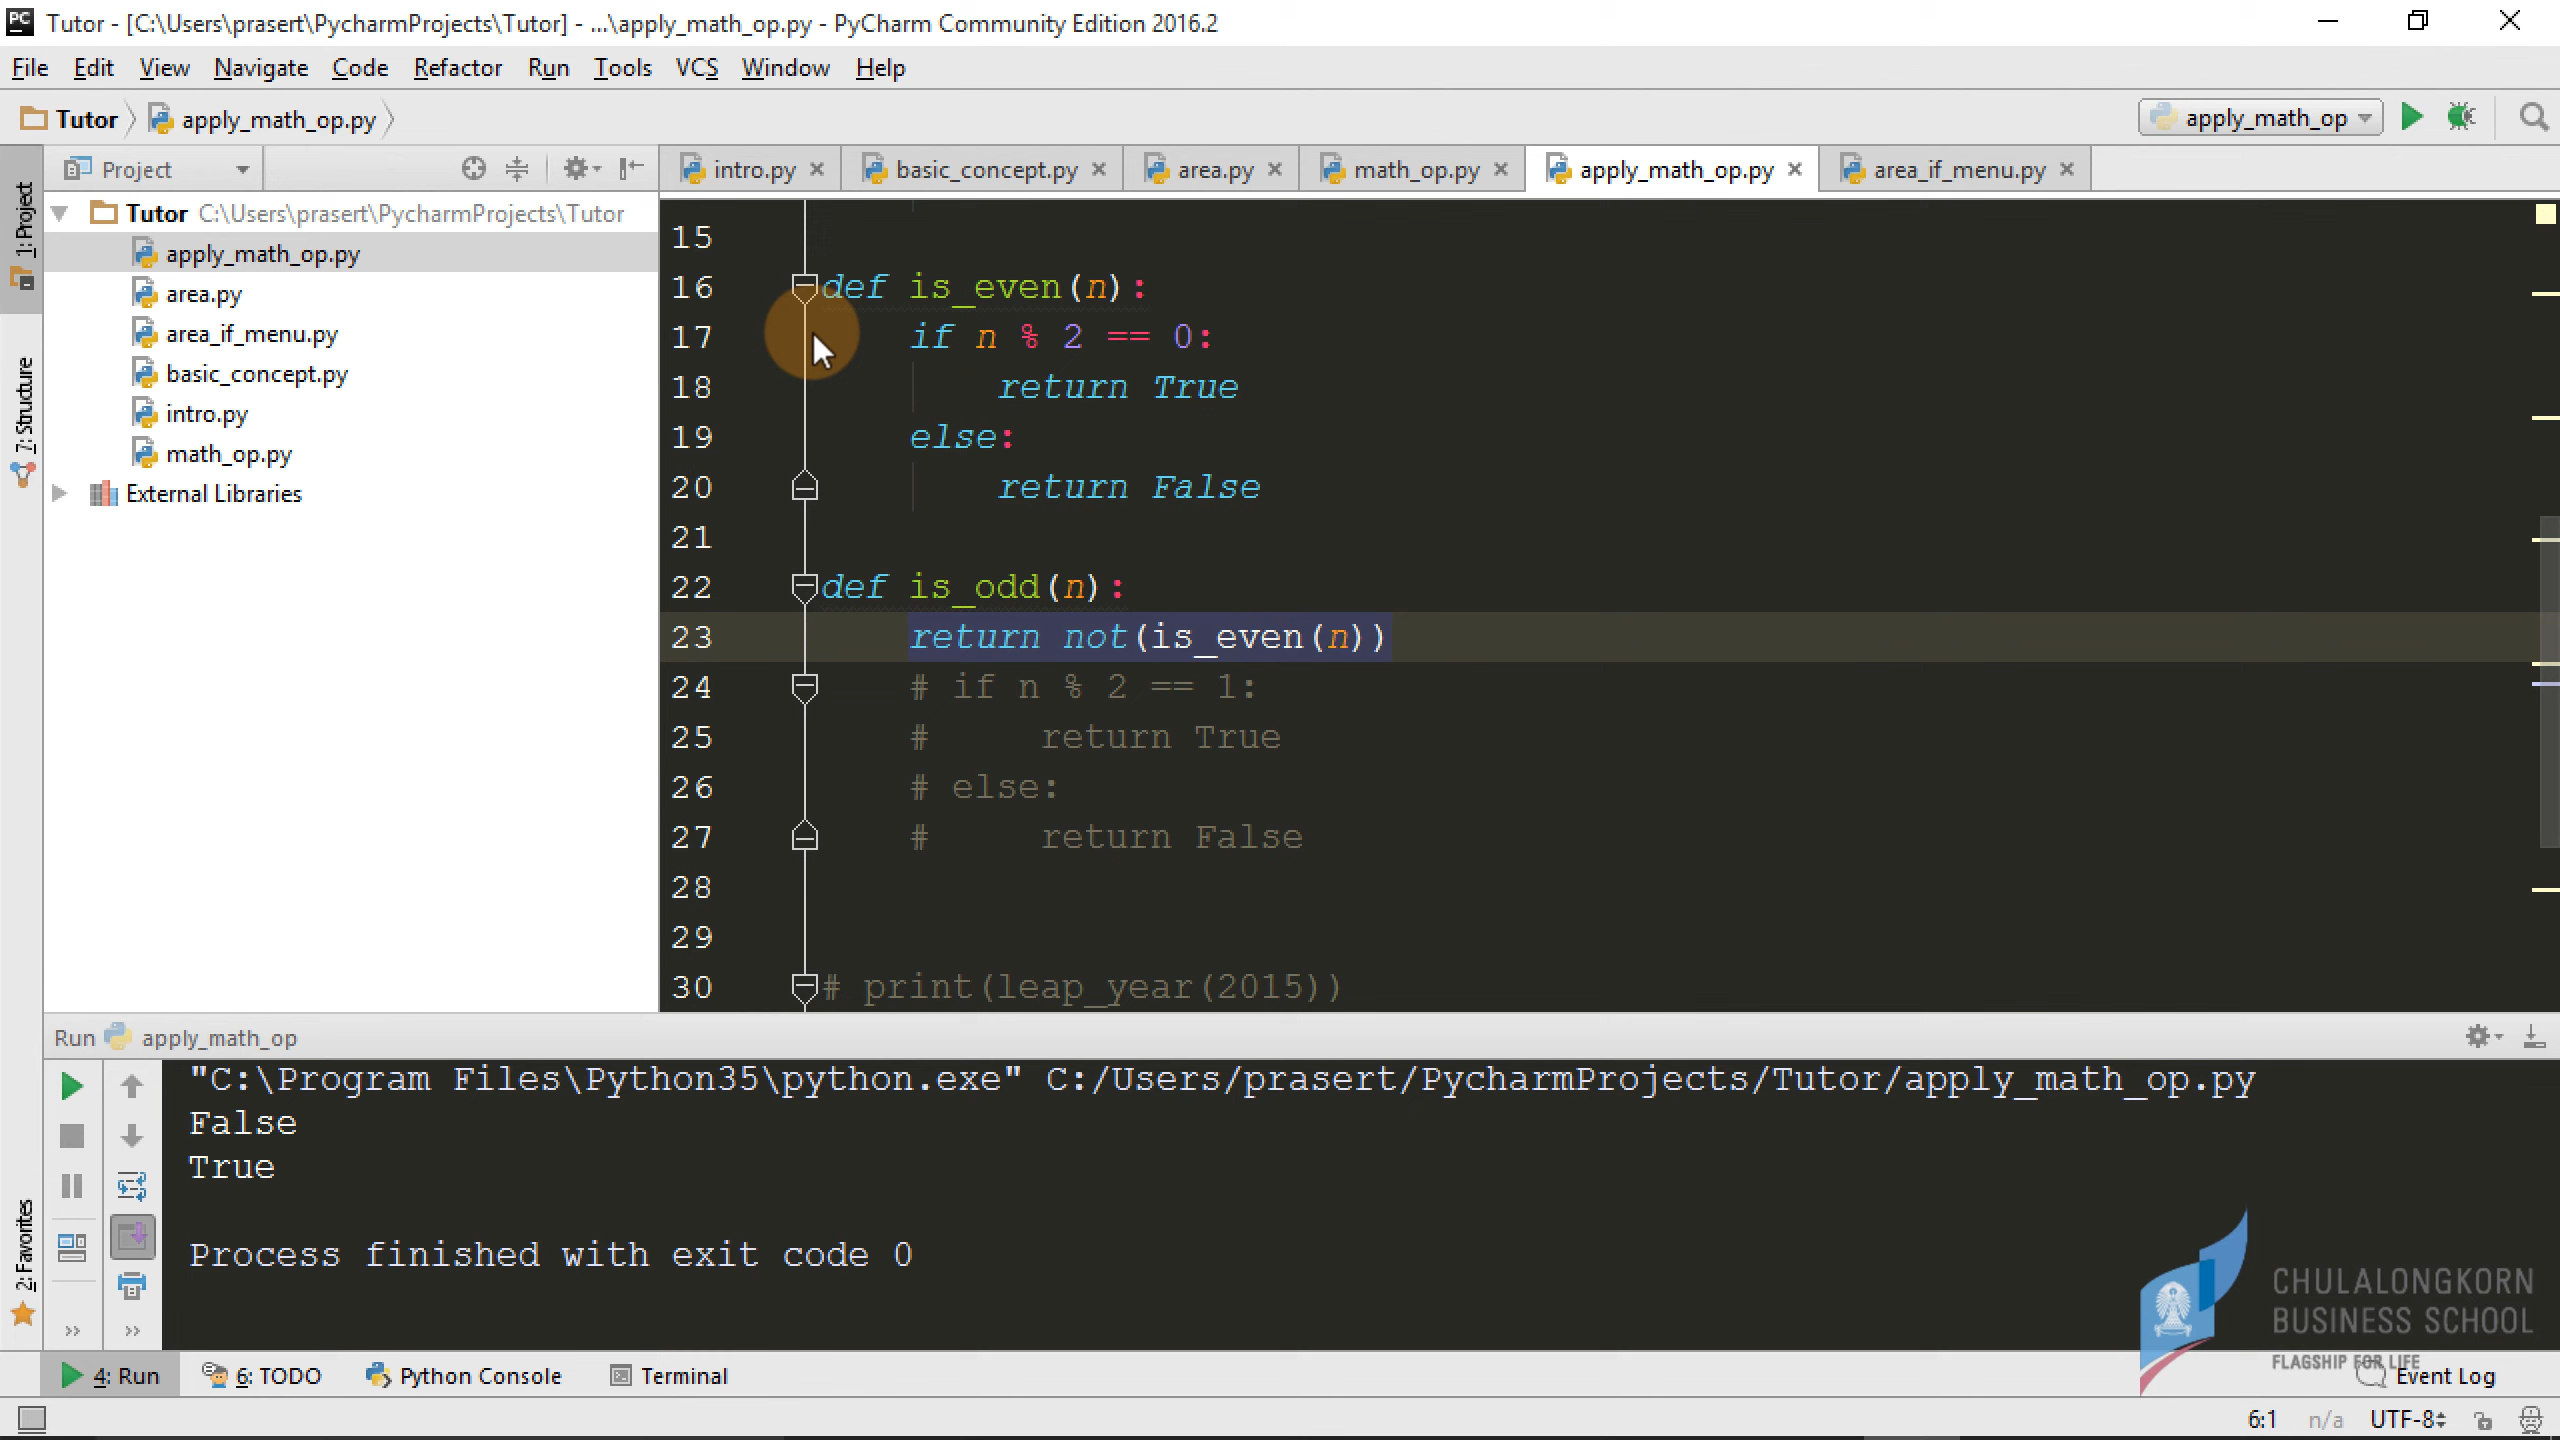 PC Tutor - [C:\Users\prasert\PycharmProjects\Tutor] - ...\apply_math_op.py - PyCharm Community Edition 2016.2
File Edit View Navigate Code Refactor Run Tools VCS Window Help
Tutor apply_math_op.py apply_math_op
Project intro.py basic_concept.py area.py math_op.py apply_math_op.py area_if_menu.py
1: Project
7: Structure
2: Favorites
Tutor C:\Users\prasert\PycharmProjects\Tutor
apply_math_op.py
area.py
area_if_menu.py
basic_concept.py
intro.py
math_op.py
External Libraries
15
16 def is_even(n):
17 if n % 2 == 0:
18 return True
19 else:
20 return False
21
22 def is_odd(n):
23 return not(is_even(n))
24 # if n % 2 == 1:
25 # return True
26 # else:
27 # return False
28
29
30 # print(leap_year(2015))
Run apply_math_op
"C:\Program Files\Python35\python.exe" C:/Users/prasert/PycharmProjects/Tutor/apply_math_op.py
False
True
Process finished with exit code 0
CHULALONGKORN
BUSINESS SCHOOL
FLAGSHIP FOR LIFE
4: Run 6: TODO Python Console Terminal Event Log
6:1 n/a UTF-8